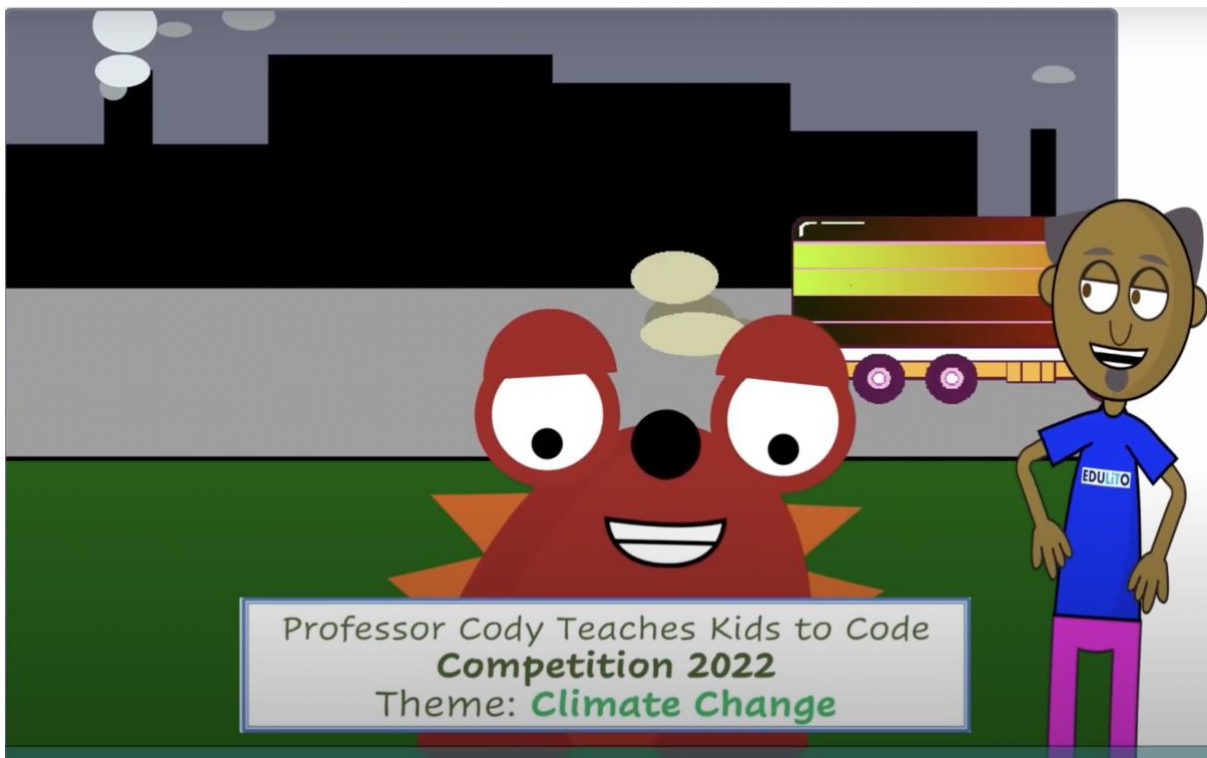 EDULiTO
Professor Cody Teaches Kids to Code
Competition 2022
Theme: Climate Change